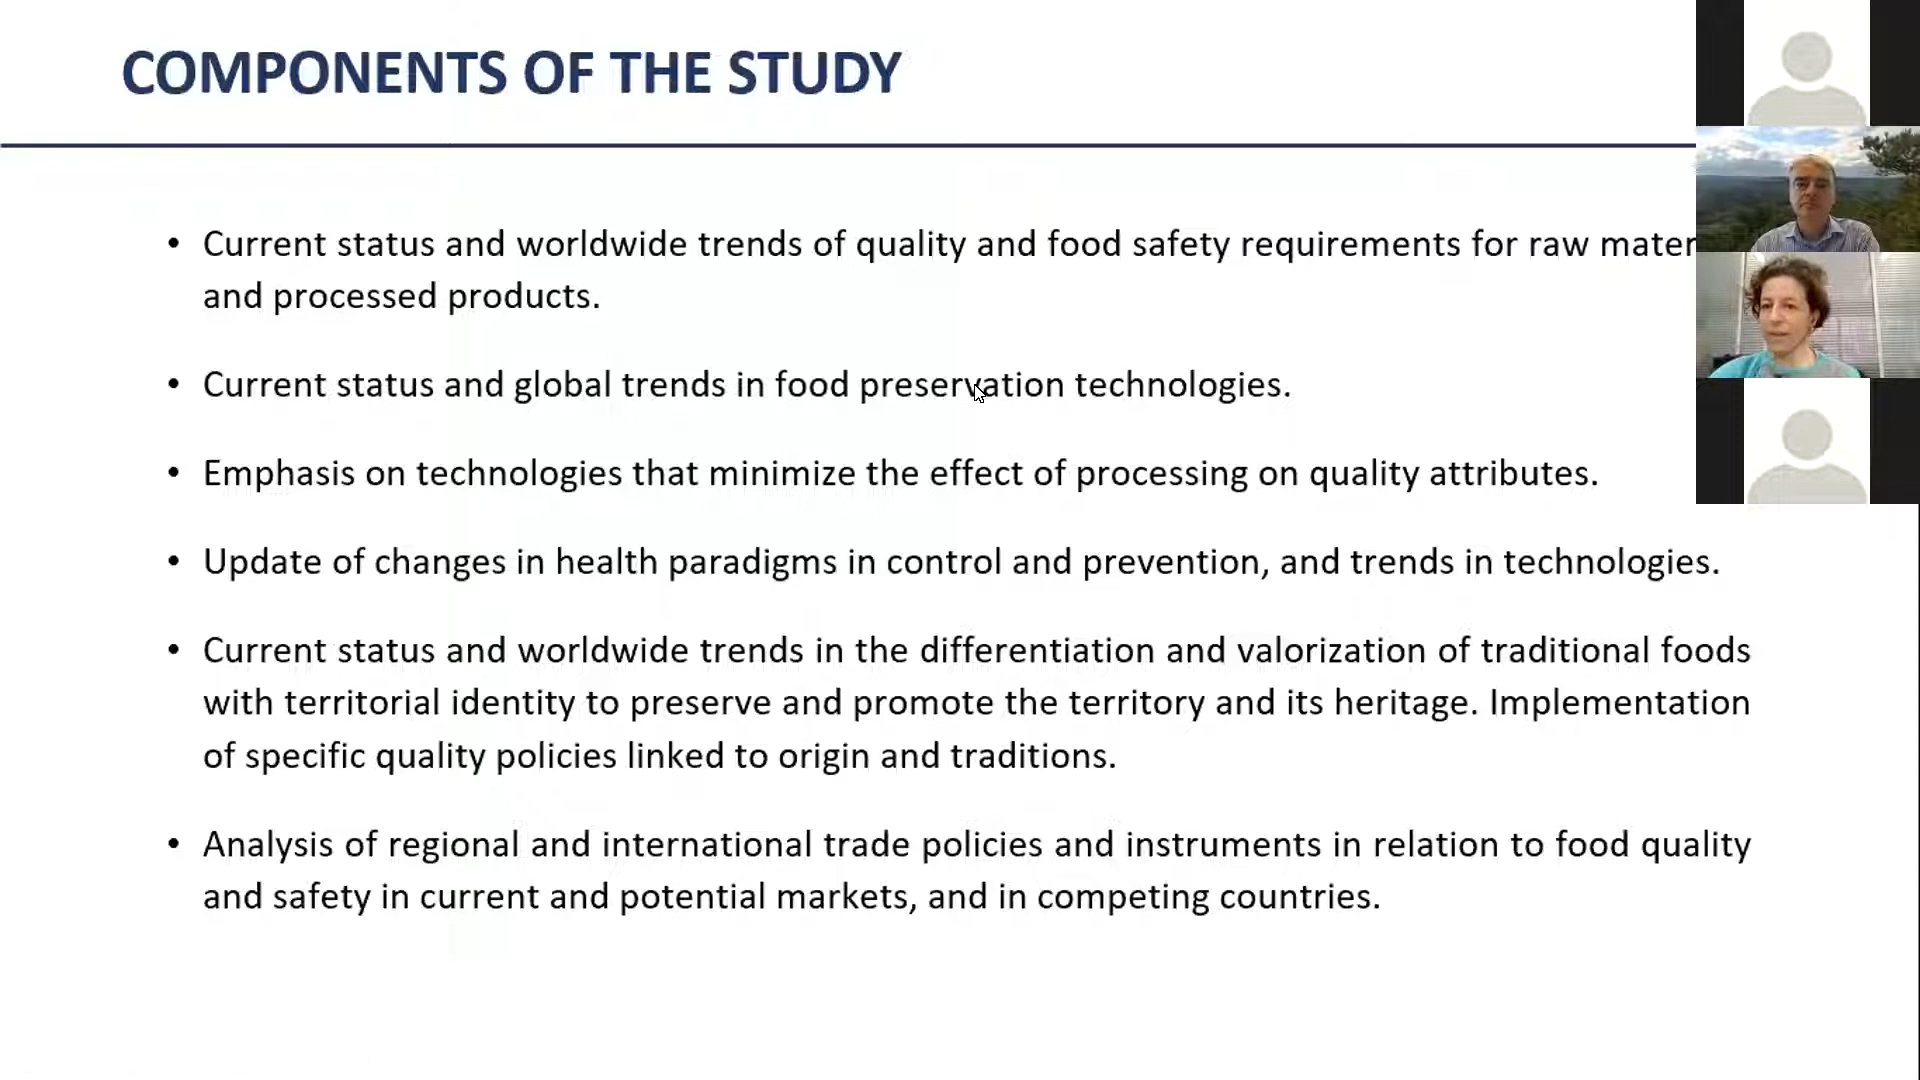 COMPONENTS OF THE STUDY
• Current status and worldwide trends of quality and food safety requirements for raw
and processed products.
• Current status and global trends in food preservation technologies.
• Emphasis on technologies that minimize the effect of processing on quality attributes.
• Update of changes in health paradigms in control and prevention, and trends in technologies.
• Current status and worldwide trends in the differentiation and valorization of traditional foods
with territorial identity to preserve and promote the territory and its heritage. Implementation
of specific quality policies linked to origin and traditions.
• Analysis of regional and international trade policies and instruments in relation to food quality
and safety in current and potential markets, and in competing countries.